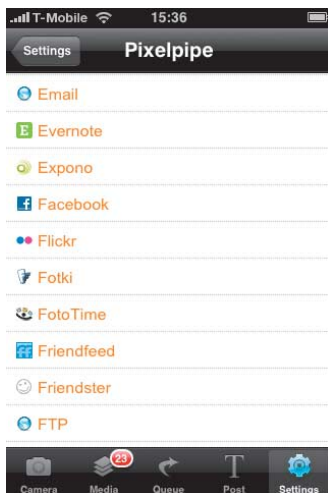 T-Mobile 15:36
Settings Pixelpipe
Email
E Evernote
Expono
f Facebook
Flickr
Fotki
FotoTime
ff Friendfeed
Friendster
FTP
23
T
Camera Media Queue Post Settings